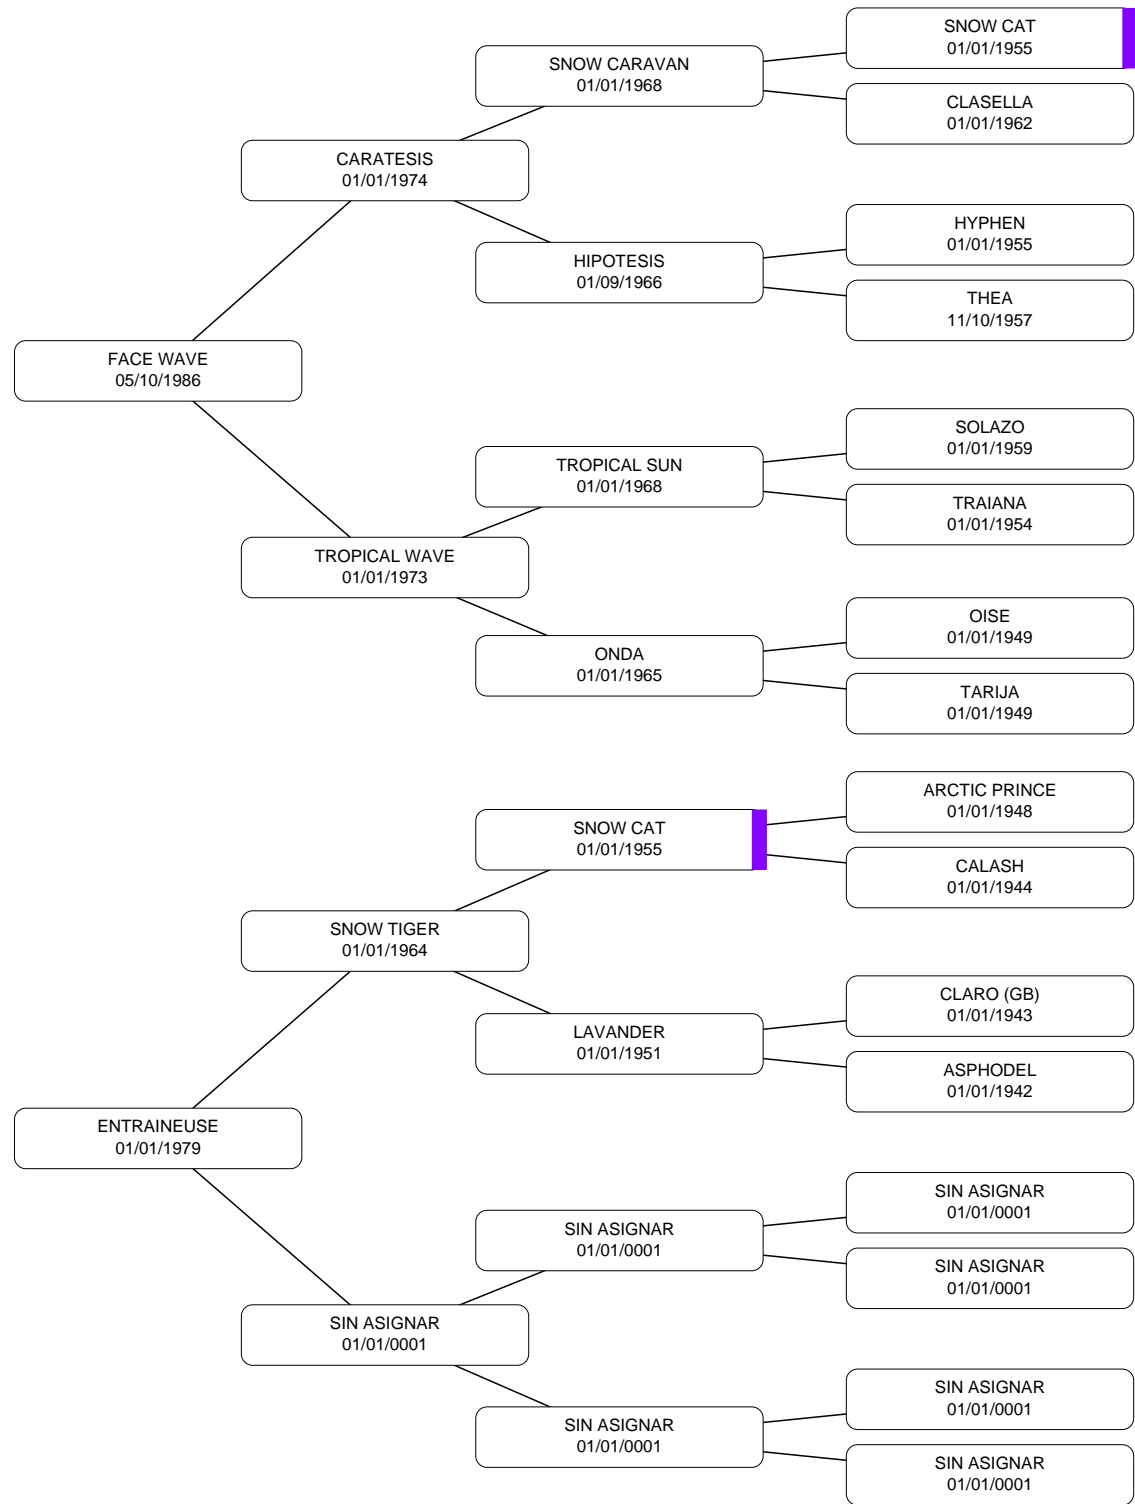 SNOW CAT
01/01/1955
SNOW CARAVAN
01/01/1968
CLASELLA
01/01/1962
CARATESIS
01/01/1974
HYPHEN
01/01/1955
HIPOTESIS
01/09/1966
THEA
11/10/1957
FACE WAVE
05/10/1986
SOLAZO
01/01/1959
TROPICAL SUN
01/01/1968
TRAIANA
01/01/1954
TROPICAL WAVE
01/01/1973
OISE
01/01/1949
ONDA
01/01/1965
TARIJA
01/01/1949
ARCTIC PRINCE
01/01/1948
SNOW CAT
01/01/1955
CALASH
01/01/1944
SNOW TIGER
01/01/1964
CLARO (GB)
01/01/1943
LAVANDER
01/01/1951
ASPHODEL
01/01/1942
ENTRAINEUSE
01/01/1979
SIN ASIGNAR
01/01/0001
SIN ASIGNAR
01/01/0001
SIN ASIGNAR
01/01/0001
SIN ASIGNAR
01/01/0001
SIN ASIGNAR
01/01/0001
SIN ASIGNAR
01/01/0001
SIN ASIGNAR
01/01/0001